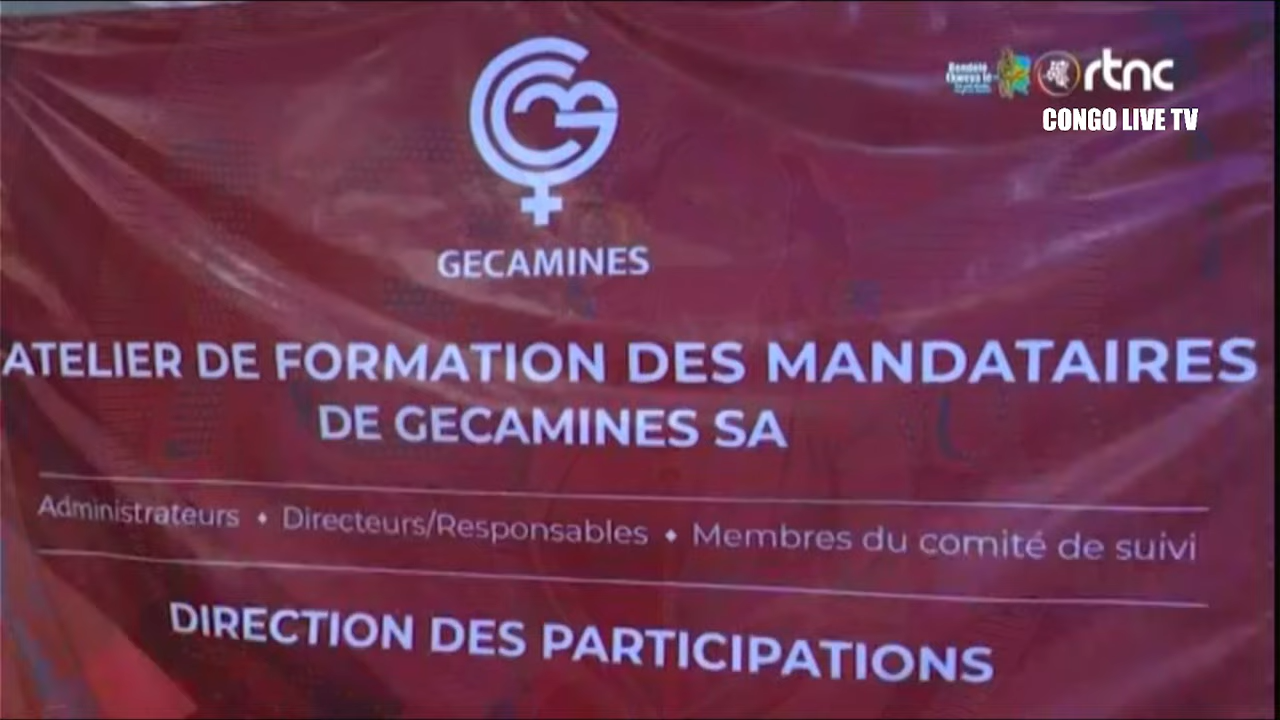 rtnc
CONGO LIVE TV
GECAMINES
ATELIER DE FORMATION DES MANDATAIRES
DE GECAMINES SA
Administrateurs • Directeurs/Responsables • Membres du comité de suivi
DIRECTION DES PARTICIPATIONS